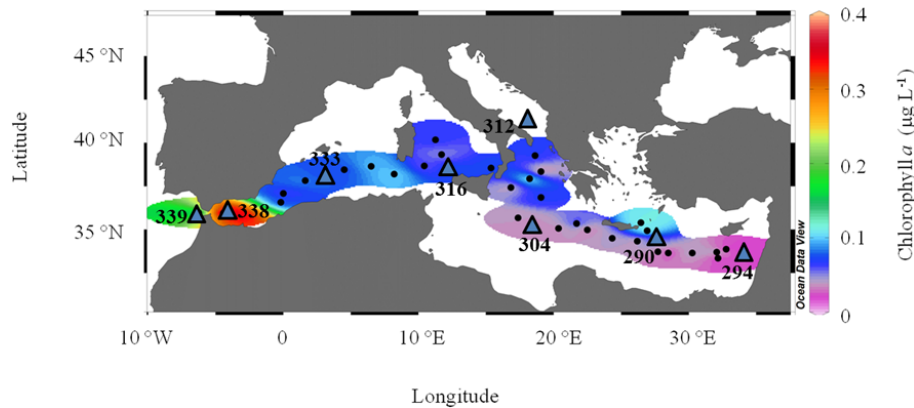 0.4
45 °N
0.3
312
40 °N
333
316
0.2
339
338
304
290
294
35 °N
0.1
0
Ocean Data View
10 °W
0
10 °E
20 °E
30 °E
Latitude
Longitude
Chlorophyll a (µg L-1)